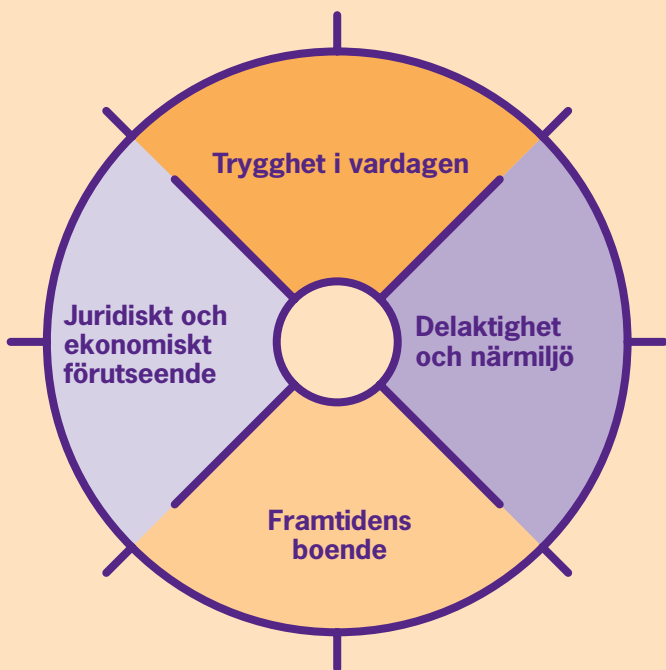 Trygghet i vardagen
Juridiskt och
ekonomiskt
förutseende
Delaktighet
och närmiljö
Framtidens
boende